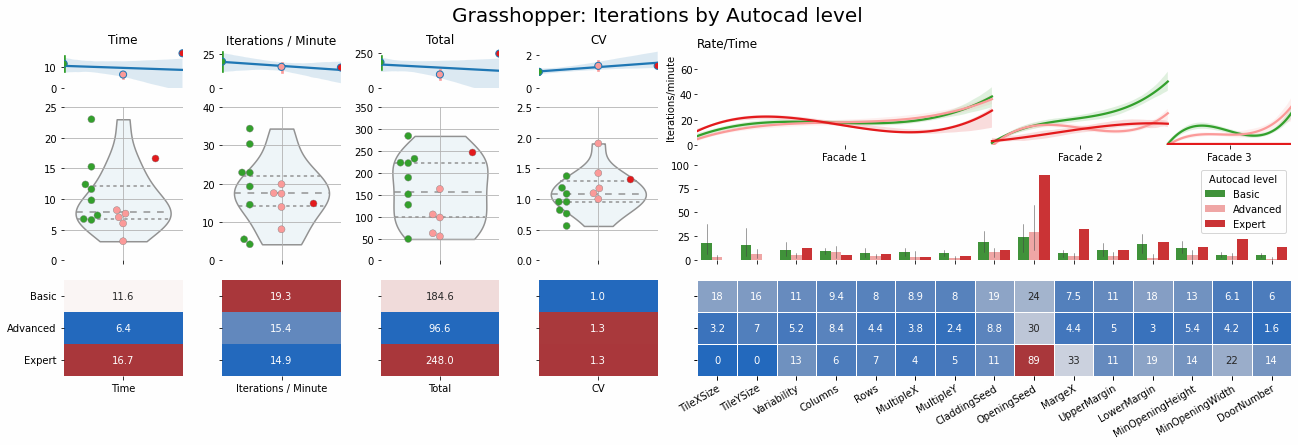 Grasshopper: Iterations by Autocad level
Time
Iterations / Minute
Total
CV
Rate/Time
10
0
25
0
250
0
2
0
60
40
20
0
Iterations/minute
Facade 1
Facade 2
Facade 3
25
20
15
10
5
0
40
30
20
10
0
350
300
250
200
150
100
50
0
2.5
2.0
1.5
1.0
0.5
0.0
100
75
50
25
0
Autocad level
Basic
Advanced
Expert
Basic 11.6 19.3 184.6 1.0 18 16 11 9.4 8 8.9 8 19 24 7.5 11 18 13 6.1 6
Advanced 6.4 15.4 96.6 1.3 3.2 7 5.2 8.4 4.4 3.8 2.4 8.8 30 4.4 5 3 5.4 4.2 1.6
Expert 16.7 14.9 248.0 1.3 0 0 13 6 7 4 5 11 89 33 11 19 14 22 14
Time
Iterations / Minute
Total
CV
TileXSize
TileYSize
Variability
Columns
Rows
MultipleX
MultipleY
CladdingSeed
OpeningSeed
MargeX
UpperMargin
LowerMargin
MinOpeningHeight
MinOpeningWidth
DoorNumber